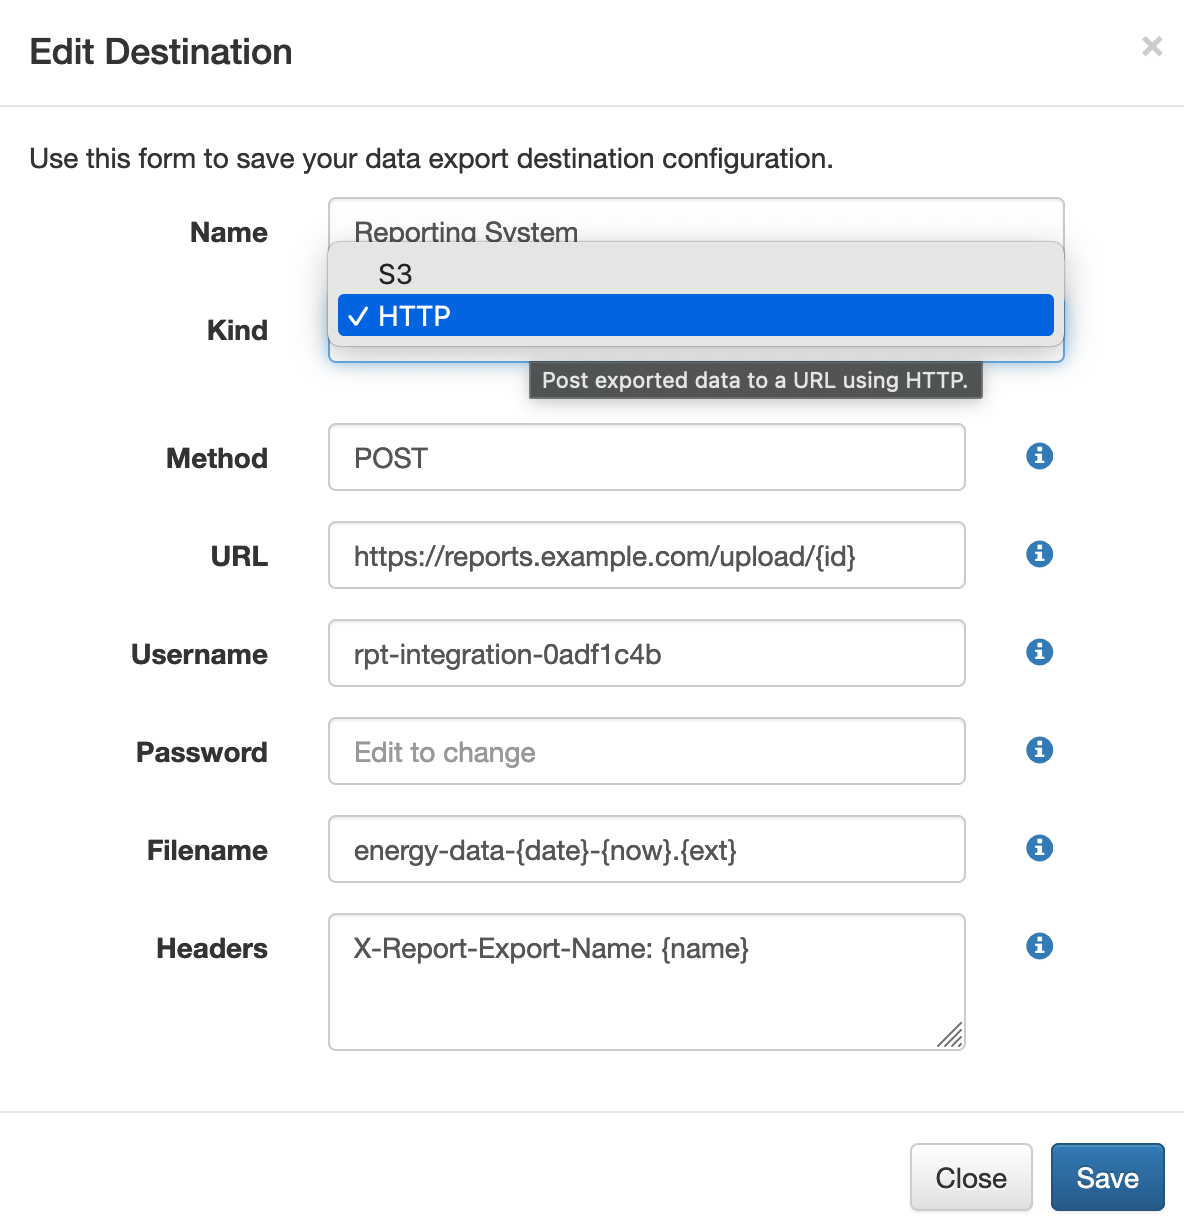 Edit Destination
×
Use this form to save your data export destination configuration.
Name
Reporting System
S3
Kind
✓ HTTP
Post exported data to a URL using HTTP.
Method
POST
URL
https://reports.example.com/upload/{id}
Username
rpt-integration-0adf1c4b
Password
Edit to change
Filename
energy-data-{date}-{now}.{ext}
Headers
X-Report-Export-Name: {name}
Close
Save